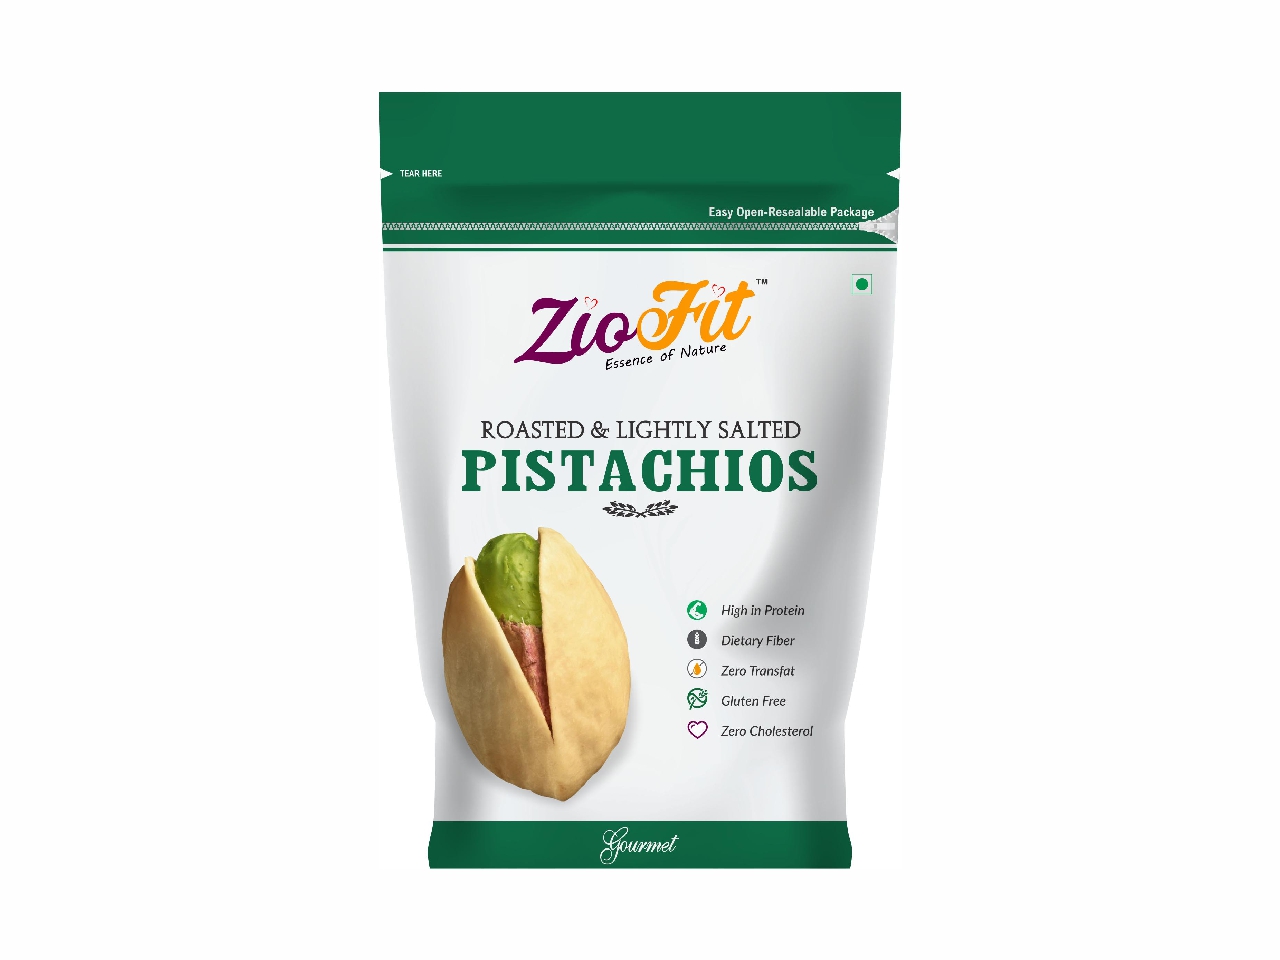 TEAR HERE
Easy Open-Resealable Package
ZioFit™
Essence of Nature
ROASTED & LIGHTLY SALTED
PISTACHIOS
High in Protein
Dietary Fiber
Zero Transfat
Gluten Free
Zero Cholesterol
Gourmet